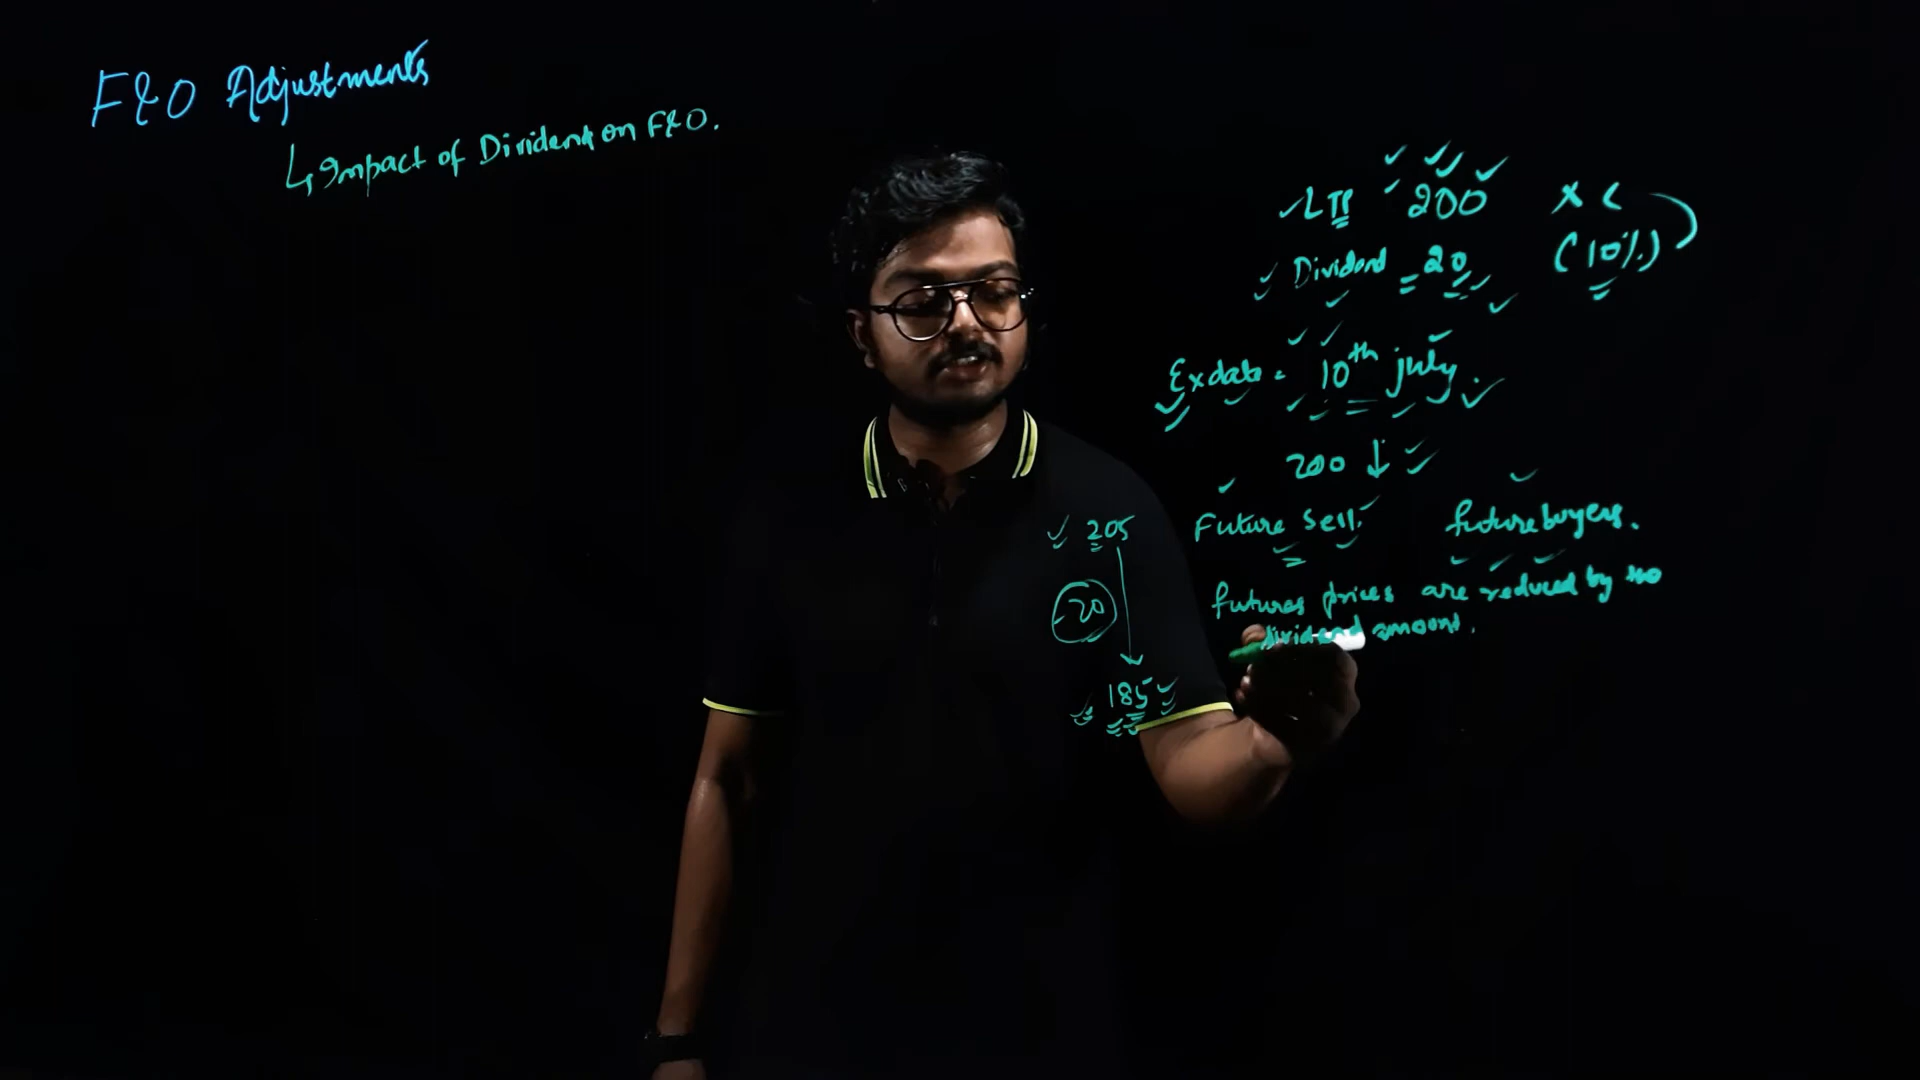 F&O Adjustments
↳ Impact of Dividend on F&O.
LTP 200 x <
Dividend = 20 (10%)
Exdate = 10th july.
200 ↓
Future sell. future buyers.
205
futures prices are reduced by the
dividend amount.
-20
185